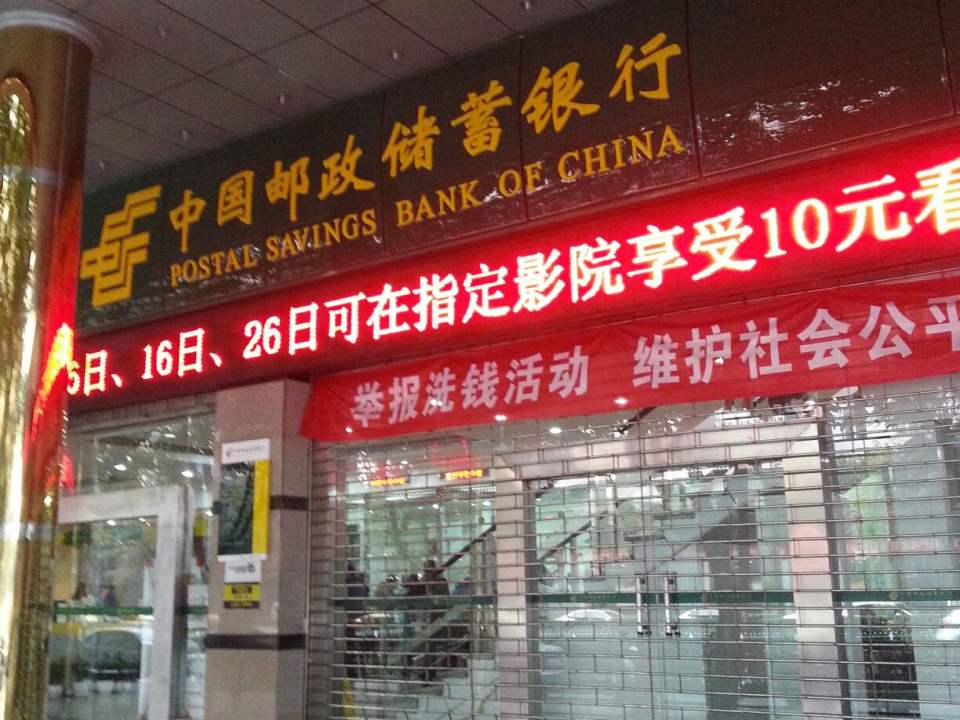 中国邮政储蓄银行
POSTAL SAVINGS BANK OF CHINA
5日、16日、26日可在指定影院享受10元看
举报洗钱活动 维护社会公平